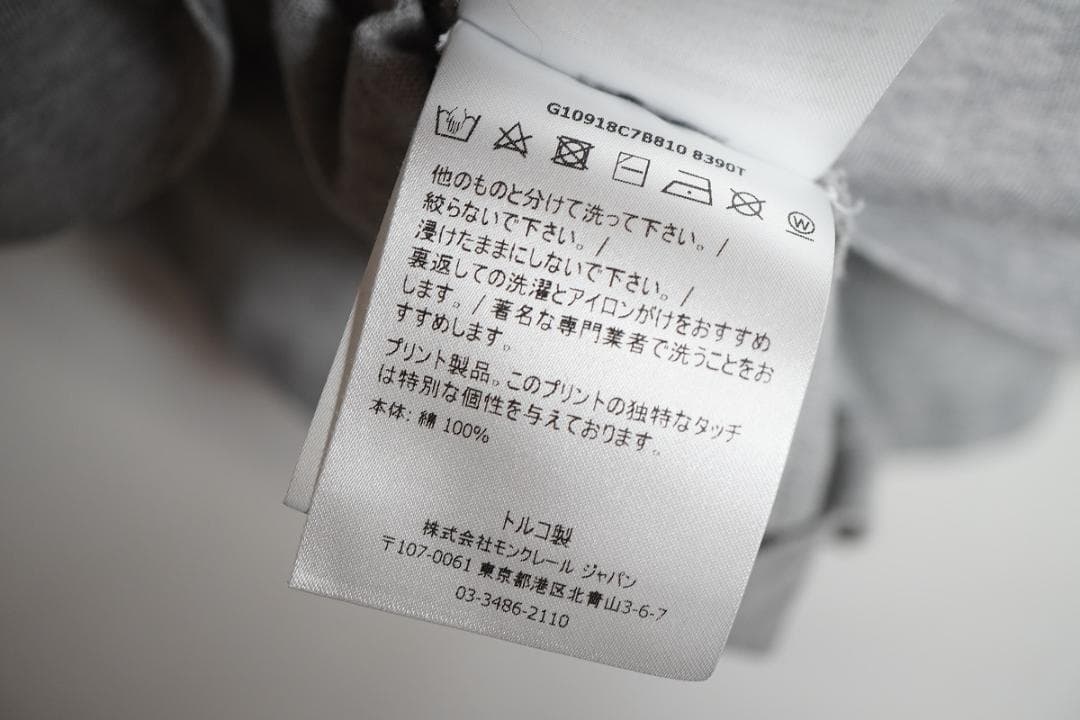 G10918C7B810 8390T
W
他のものと分けて洗って下さい。/
絞らないで下さい。/
浸けたままにしないで下さい。/
裏返しての洗濯とアイロンがけをおすすめ
します。/ 著名な専門業者で洗うことをお
すすめします。
プリント製品。このプリントの独特なタッチ
は特別な個性を与えております。
本体: 綿 100%
トルコ製
株式会社モンクレール ジャパン
〒107-0061 東京都港区北青山3-6-7
03-3486-2110